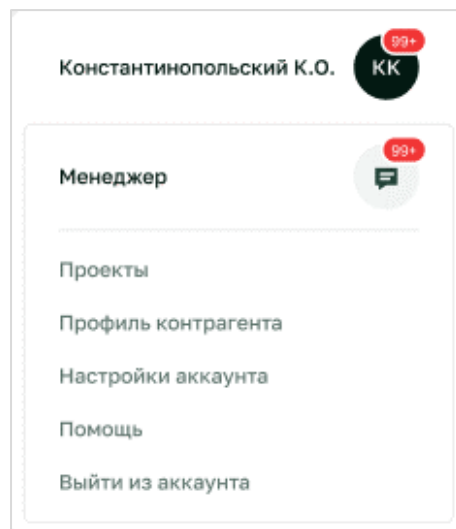 99+
Константинопольский К.О. КК
99+
Менеджер
Проекты
Профиль контрагента
Настройки аккаунта
Помощь
Выйти из аккаунта